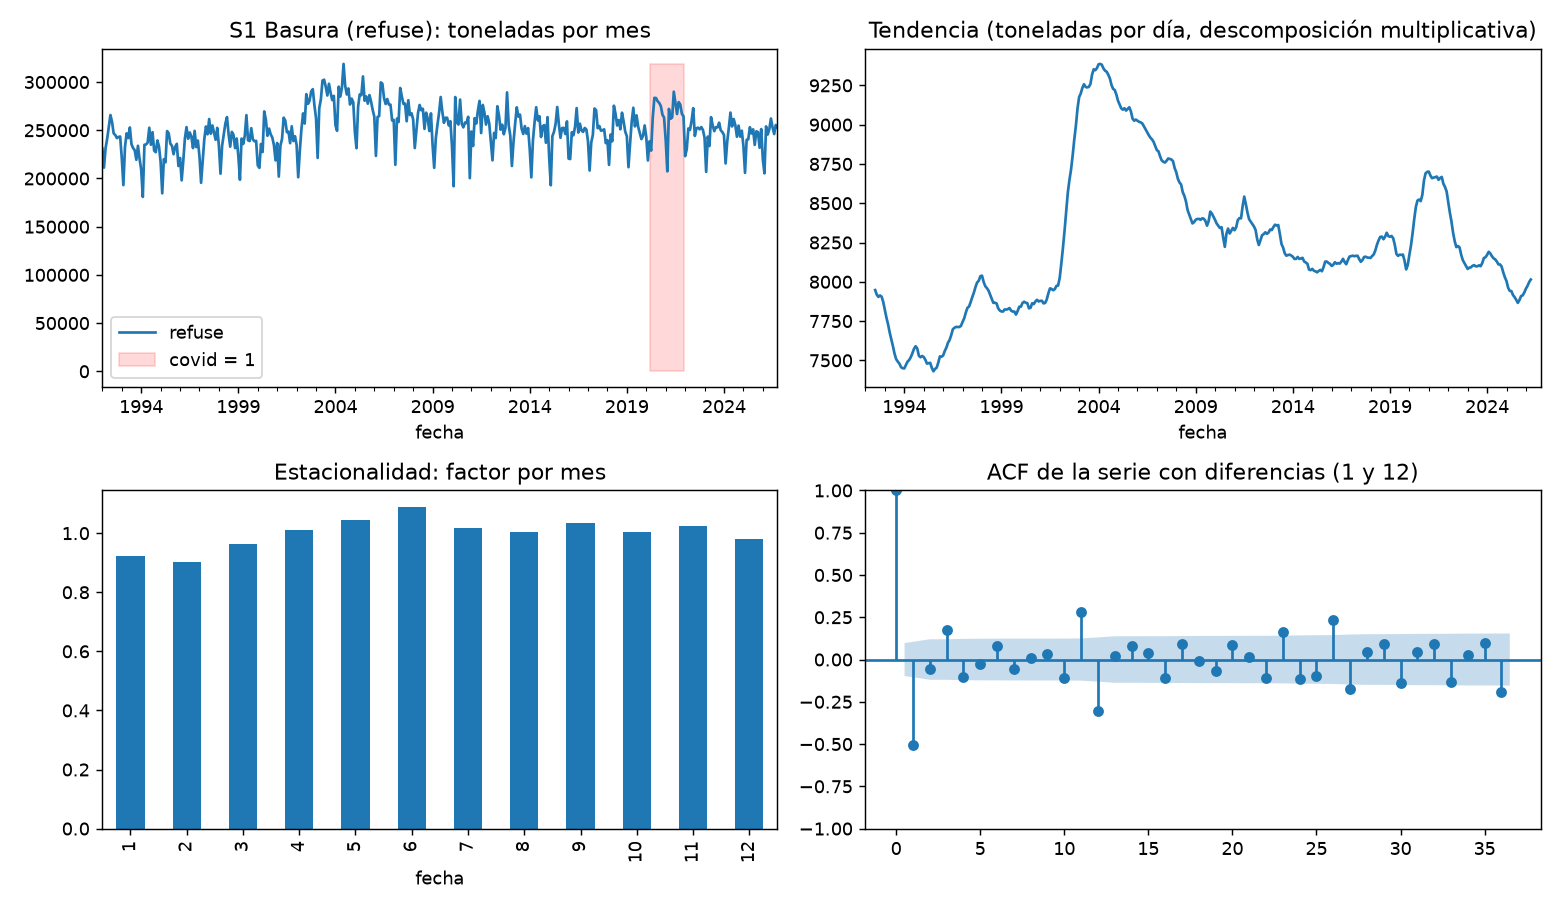 S1 Basura (refuse): toneladas por mes
300000
250000
200000
150000
100000
50000
0
refuse
covid = 1
1994 1999 2004 2009 2014 2019 2024
fecha
Tendencia (toneladas por día, descomposición multiplicativa)
9250
9000
8750
8500
8250
8000
7750
7500
1994 1999 2004 2009 2014 2019 2024
fecha
Estacionalidad: factor por mes
1.0
0.8
0.6
0.4
0.2
0.0
1 2 3 4 5 6 7 8 9 10 11 12
fecha
ACF de la serie con diferencias (1 y 12)
1.00
0.75
0.50
0.25
0.00
−0.25
−0.50
−0.75
−1.00
0 5 10 15 20 25 30 35